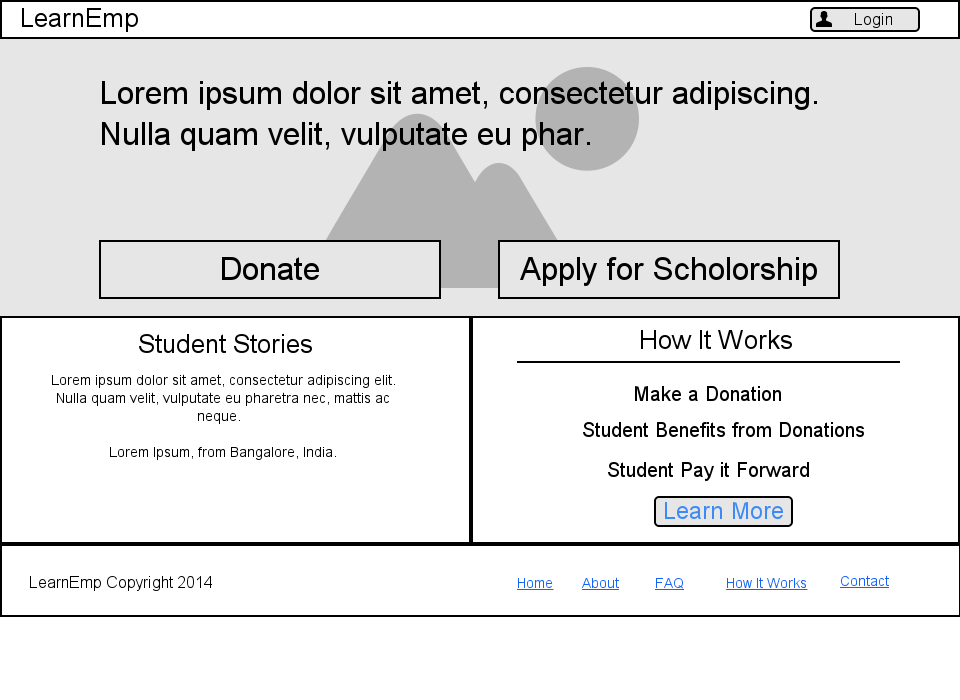 LearnEmp
Login
Lorem ipsum dolor sit amet, consectetur adipiscing.
Nulla quam velit, vulputate eu phar.
Donate
Apply for Scholorship
Student Stories
Lorem ipsum dolor sit amet, consectetur adipiscing elit.
Nulla quam velit, vulputate eu pharetra nec, mattis ac
neque.
Lorem Ipsum, from Bangalore, India.
How It Works
Make a Donation
Student Benefits from Donations
Student Pay it Forward
Learn More
LearnEmp Copyright 2014
Home
About
FAQ
How It Works
Contact